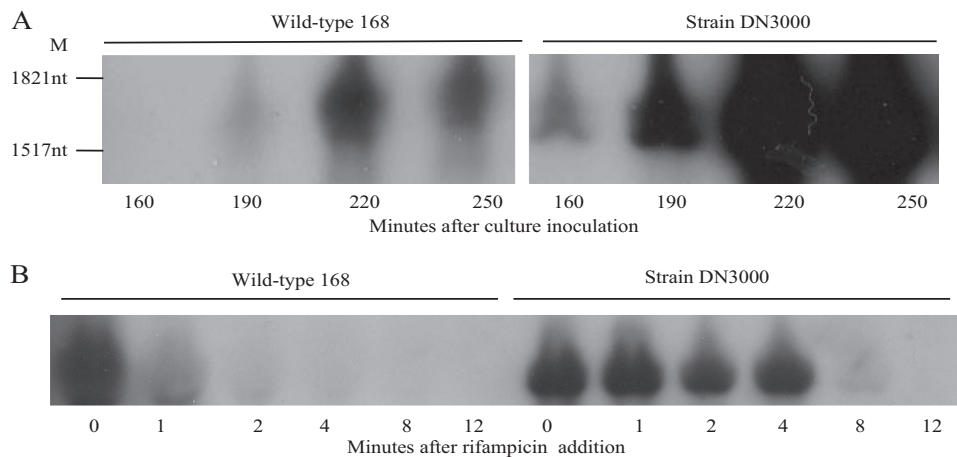 A
Wild-type 168
Strain DN3000
M
1821nt
1517nt
160 190 220 250 160 190 220 250
Minutes after culture inoculation
B
Wild-type 168
Strain DN3000
0 1 2 4 8 12 0 1 2 4 8 12
Minutes after rifampicin addition